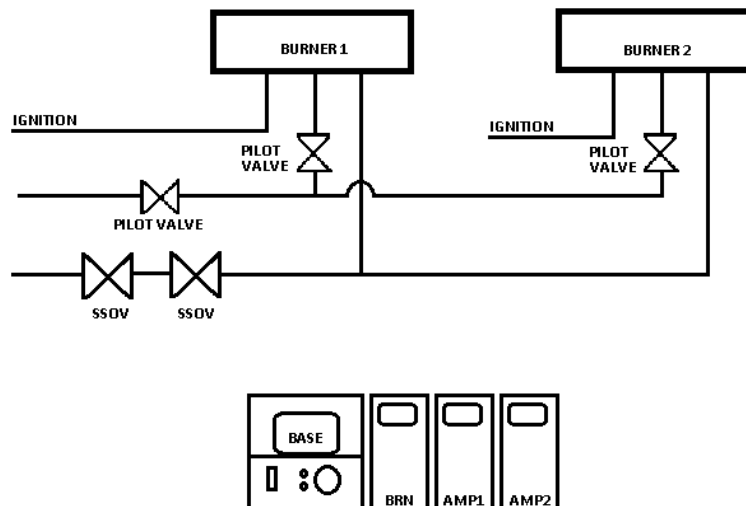 BURNER 1
BURNER 2
IGNITION
IGNITION
PILOT
VALVE
PILOT
VALVE
PILOT VALVE
SSOV
SSOV
BASE
BRN
AMP1
AMP2